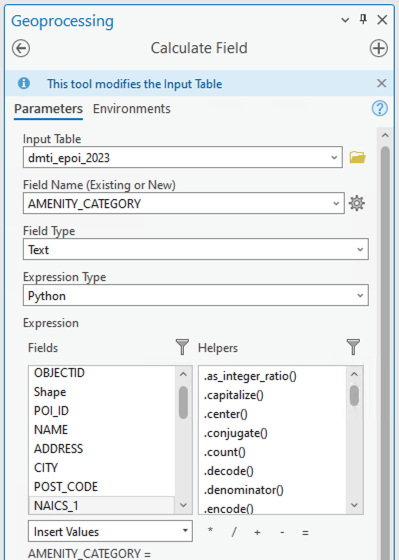 Geoprocessing
Calculate Field
This tool modifies the Input Table
Parameters Environments
Input Table
dmti_epoi_2023
Field Name (Existing or New)
AMENITY_CATEGORY
Field Type
Text
Expression Type
Python
Expression
Fields Helpers
OBJECTID .as_integer_ratio()
Shape .capitalize()
POI_ID .center()
NAME .conjugate()
ADDRESS .count()
CITY .decode()
POST_CODE .denominator()
NAICS_1 .encode()
Insert Values * / + - =
AMENITY_CATEGORY =